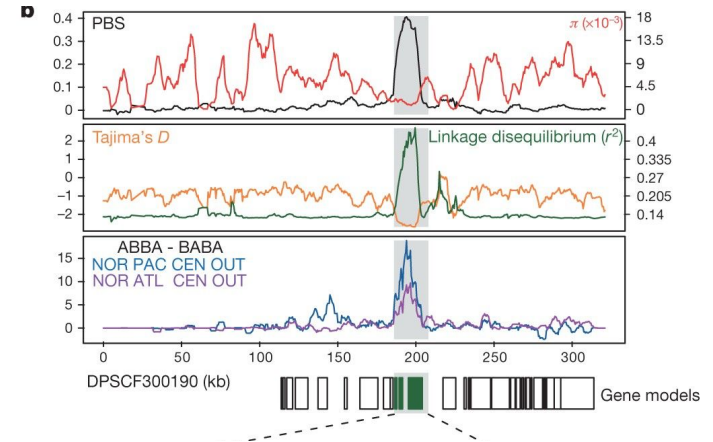 b
PBS
π (×10⁻³)
0.4
0.3
0.2
0.1
0
18
13.5
9
4.5
0
Tajima's D
Linkage disequilibrium (r²)
2
1
0
−1
−2
0.4
0.335
0.27
0.205
0.14
ABBA - BABA
NOR PAC CEN OUT
NOR ATL CEN OUT
15
10
5
0
0 50 100 150 200 250 300
DPSCF300190 (kb)
Gene models